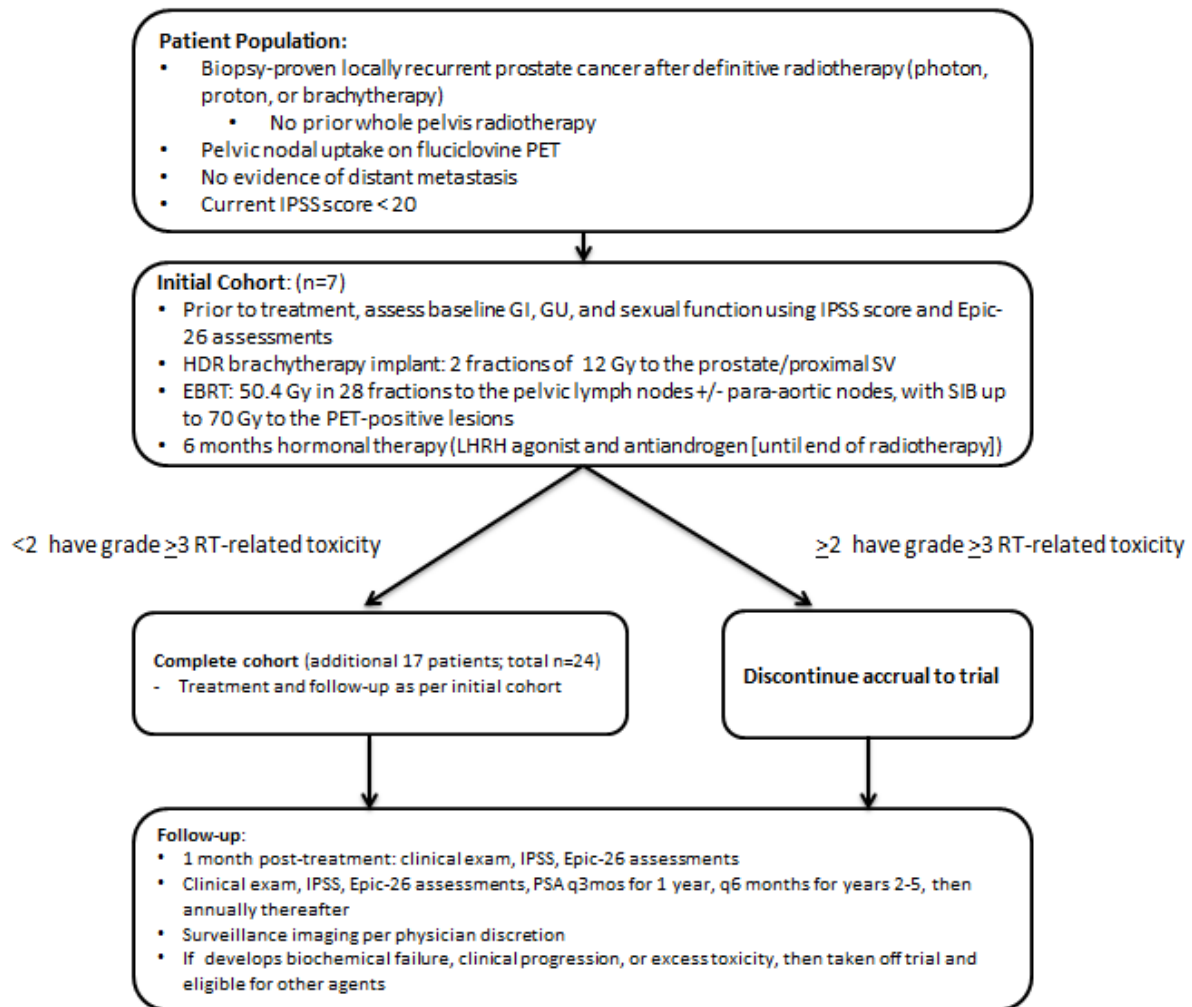 Patient Population:
• Biopsy-proven locally recurrent prostate cancer after definitive radiotherapy (photon,
proton, or brachytherapy)
• No prior whole pelvis radiotherapy
• Pelvic nodal uptake on fluciclovine PET
• No evidence of distant metastasis
• Current IPSS score < 20
Initial Cohort: (n=7)
• Prior to treatment, assess baseline GI, GU, and sexual function using IPSS score and Epic-
26 assessments
• HDR brachytherapy implant: 2 fractions of 12 Gy to the prostate/proximal SV
• EBRT: 50.4 Gy in 28 fractions to the pelvic lymph nodes +/- para-aortic nodes, with SIB up
to 70 Gy to the PET-positive lesions
• 6 months hormonal therapy (LHRH agonist and antiandrogen [until end of radiotherapy])
<2 have grade ≥3 RT-related toxicity
≥2 have grade ≥3 RT-related toxicity
Complete cohort (additional 17 patients; total n=24)
- Treatment and follow-up as per initial cohort
Discontinue accrual to trial
Follow-up:
• 1 month post-treatment: clinical exam, IPSS, Epic-26 assessments
• Clinical exam, IPSS, Epic-26 assessments, PSA q3mos for 1 year, q6 months for years 2-5, then
annually thereafter
• Surveillance imaging per physician discretion
• If develops biochemical failure, clinical progression, or excess toxicity, then taken off trial and
eligible for other agents